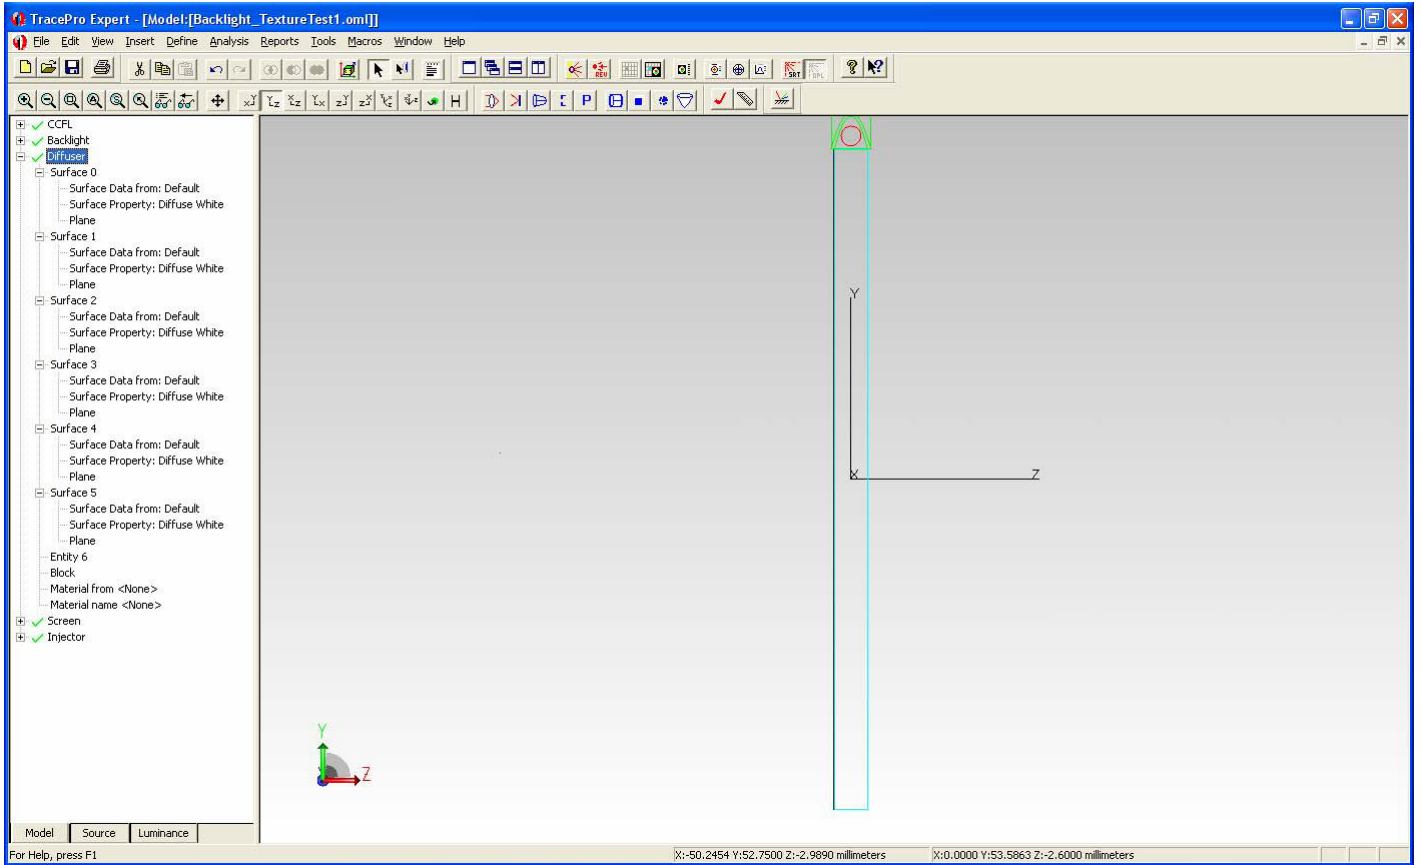 TracePro Expert - [Model:[Backlight_TextureTest1.oml]]
File Edit View Insert Define Analysis Reports Tools Macros Window Help
CCFL
Backlight
Diffuser
Surface 0
Surface Data from: Default
Surface Property: Diffuse White
Plane
Surface 1
Surface Data from: Default
Surface Property: Diffuse White
Plane
Surface 2
Surface Data from: Default
Surface Property: Diffuse White
Plane
Surface 3
Surface Data from: Default
Surface Property: Diffuse White
Plane
Surface 4
Surface Data from: Default
Surface Property: Diffuse White
Plane
Surface 5
Surface Data from: Default
Surface Property: Diffuse White
Plane
Entity 6
Block
Material from <None>
Material name <None>
Screen
Injector
Y
X Z
Y
Z
Model Source Luminance
For Help, press F1
X:-50.2454 Y:52.7500 Z:-2.9890 millimeters
X:0.0000 Y:53.5863 Z:-2.6000 millimeters